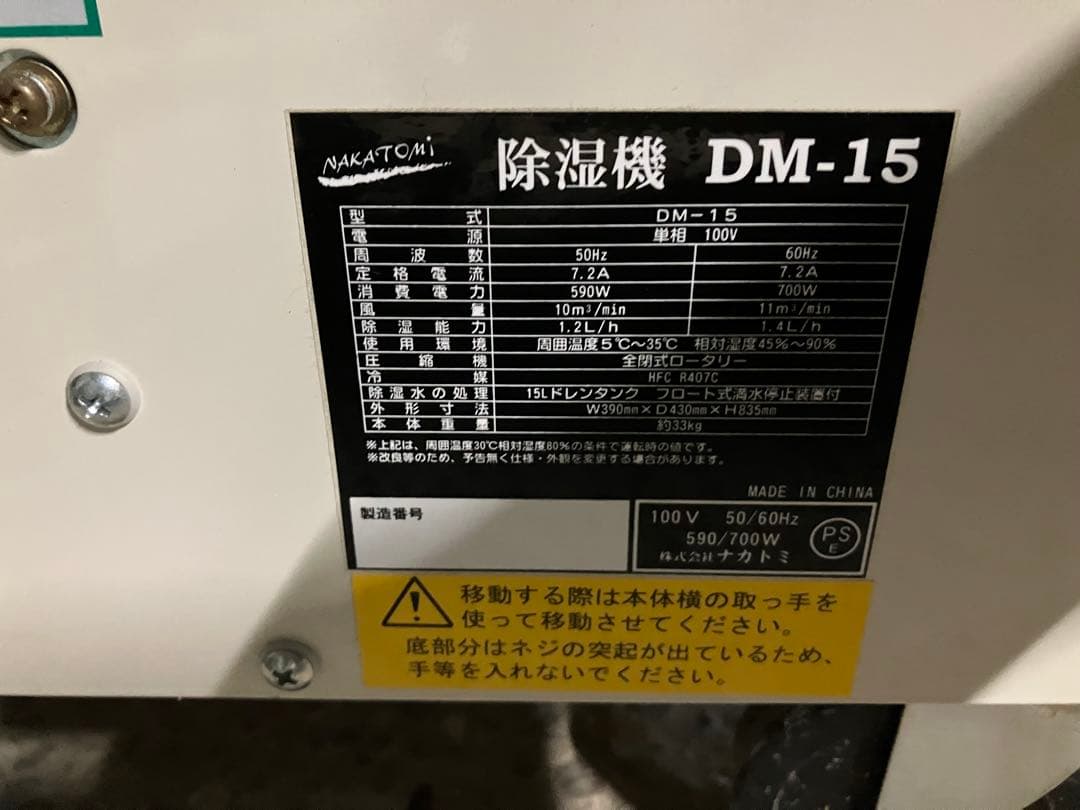 NAKATOMi 除湿機 DM-15
型式 DM-15
電源 単相 100V
周波数 50Hz 60Hz
定格電流 7.2A 7.2A
消費電力 590W 700W
風量 10m³/min 11m³/min
除湿能力 1.2L/h 1.4L/h
使用環境 周囲温度5℃〜35℃ 相対湿度45%〜90%
圧縮機 全閉式ロータリー
冷媒 HFC R407C
除湿水の処理 15Lドレンタンク フロート式満水停止装置付
外形寸法 W390mm×D430mm×H835mm
本体重量 約33kg
※上記は、周囲温度30℃相対湿度80%の条件で運転時の値です。
※改良等のため、予告無く仕様・外観を変更する場合があります。
MADE IN CHINA
製造番号
100V 50/60Hz
590/700W
株式会社ナカトミ
PS
E
移動する際は本体横の取っ手を
使って移動させてください。
底部分はネジの突起が出ているため、
手等を入れないでください。